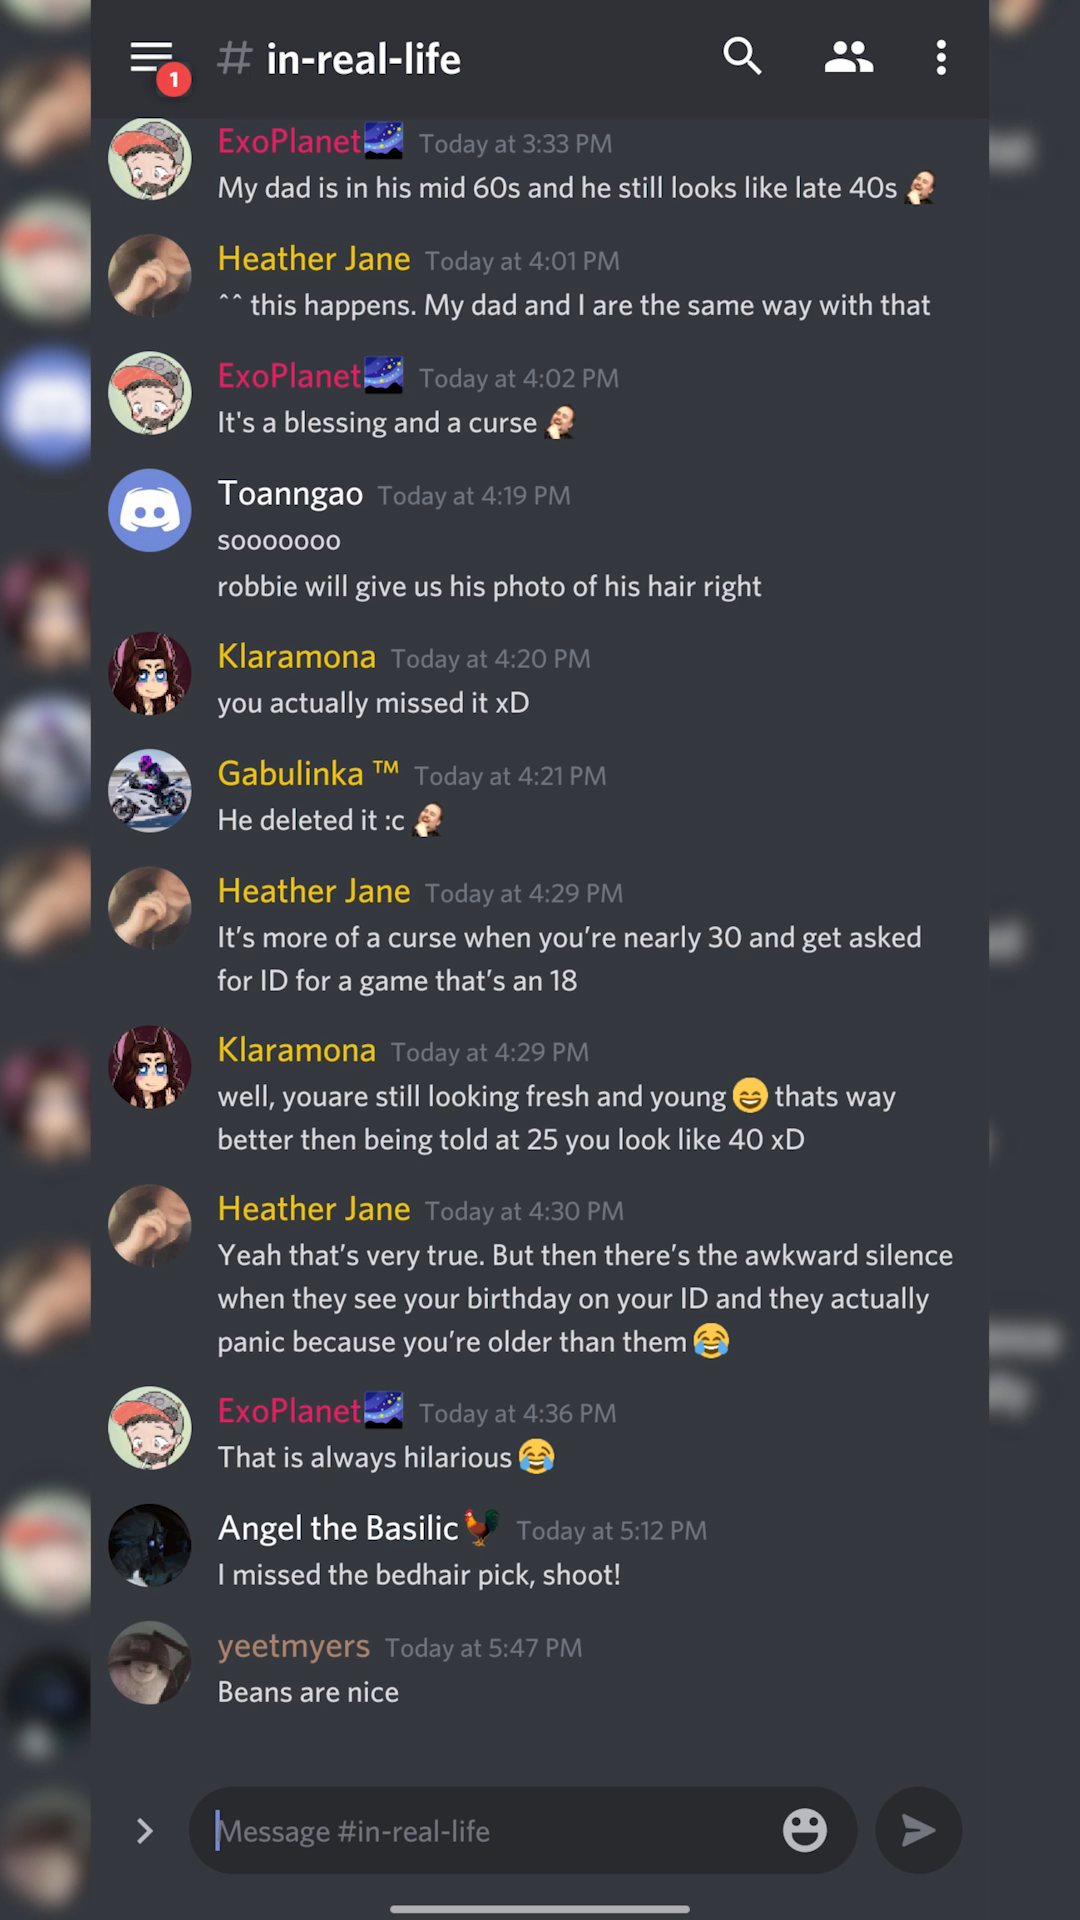 1
# in-real-life
ExoPlanet🌌 Today at 3:33 PM
My dad is in his mid 60s and he still looks like late 40s
Heather Jane Today at 4:01 PM
^^ this happens. My dad and I are the same way with that
ExoPlanet🌌 Today at 4:02 PM
It's a blessing and a curse
Toanngao Today at 4:19 PM
sooooooo
robbie will give us his photo of his hair right
Klaramona Today at 4:20 PM
you actually missed it xD
Gabulinka ™ Today at 4:21 PM
He deleted it :c
Heather Jane Today at 4:29 PM
It’s more of a curse when you’re nearly 30 and get asked
for ID for a game that’s an 18
Klaramona Today at 4:29 PM
well, youare still looking fresh and young 😄 thats way
better then being told at 25 you look like 40 xD
Heather Jane Today at 4:30 PM
Yeah that’s very true. But then there’s the awkward silence
when they see your birthday on your ID and they actually
panic because you’re older than them 😂
ExoPlanet🌌 Today at 4:36 PM
That is always hilarious 😂
Angel the Basilic🐓 Today at 5:12 PM
I missed the bedhair pick, shoot!
yeetmyers Today at 5:47 PM
Beans are nice
Message #in-real-life